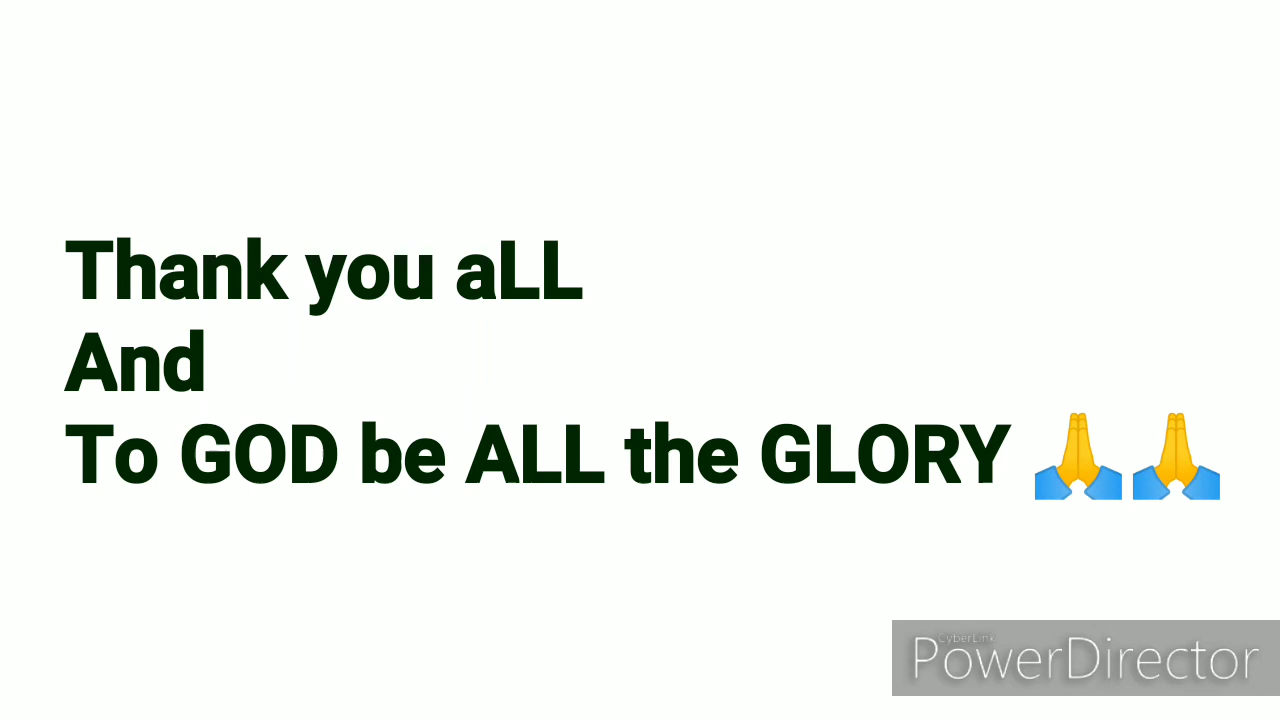 Thank you aLL
And
To GOD be ALL the GLORY 🙏🙏
CyberLink
PowerDirector